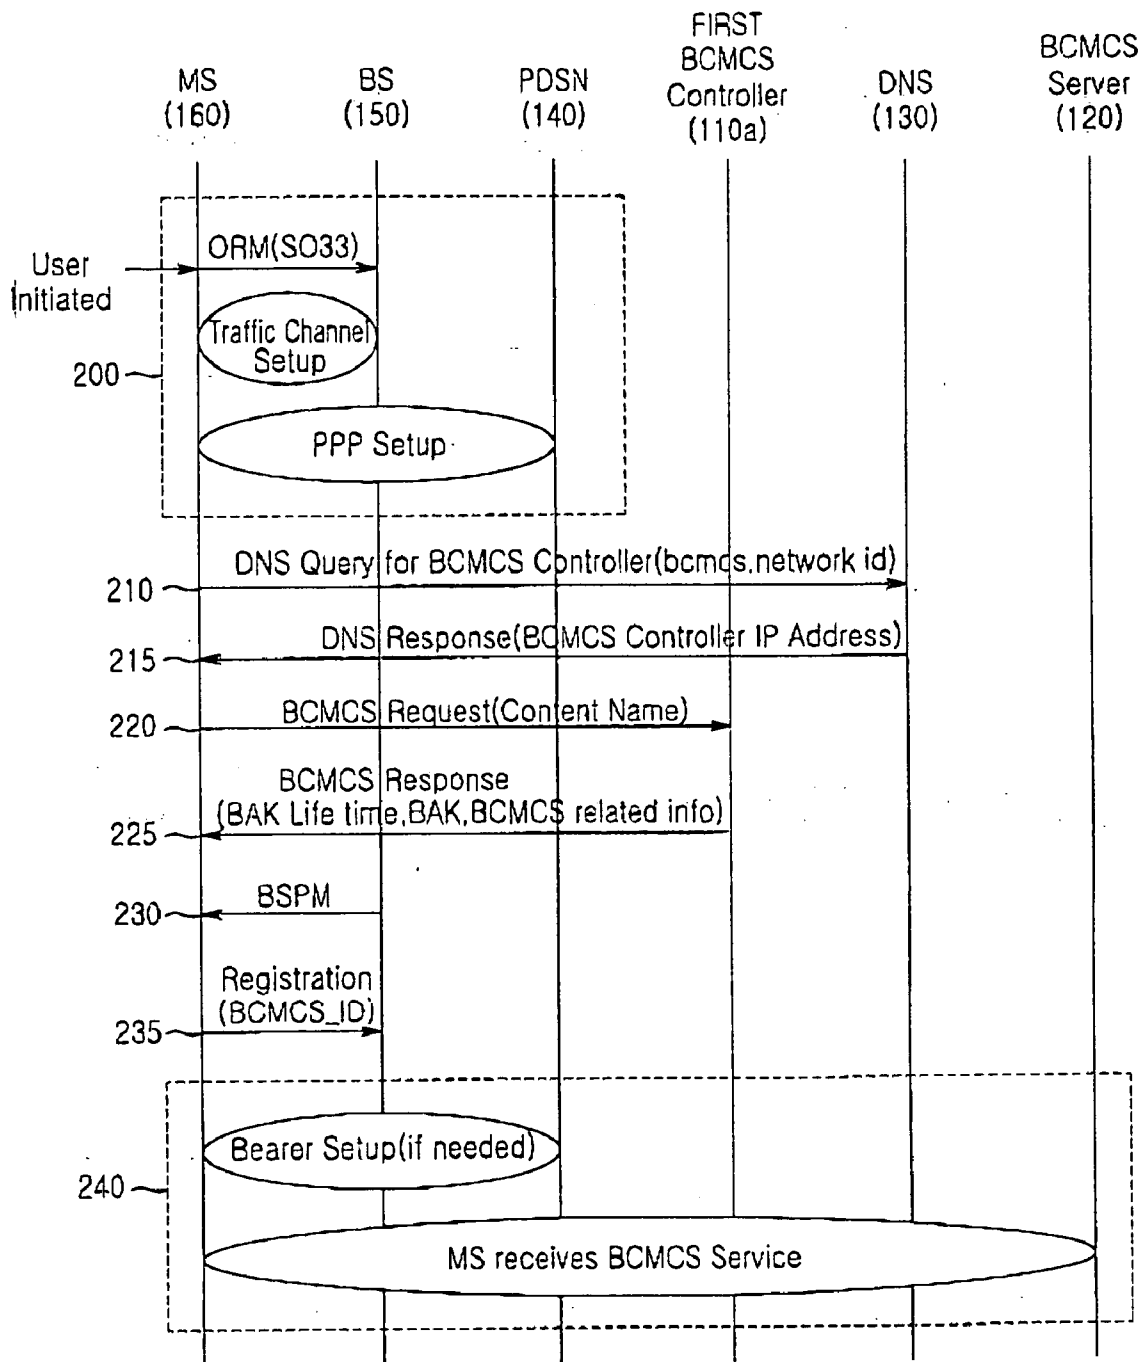 MS
(160)
BS
(150)
PDSN
(140)
FIRST
BCMCS
Controller
(110a)
DNS
(130)
BCMCS
Server
(120)
User
Initiated
ORM(SO33)
Traffic Channel
Setup
200
PPP Setup
DNS Query for BCMCS Controller(bcmcs.network id)
210
DNS Response(BCMCS Controller IP Address)
215
BCMCS Request(Content Name)
220
BCMCS Response
(BAK Life time,BAK,BCMCS related info)
225
BSPM
230
Registration
(BCMCS_ID)
235
Bearer Setup(if needed)
240
MS receives BCMCS Service